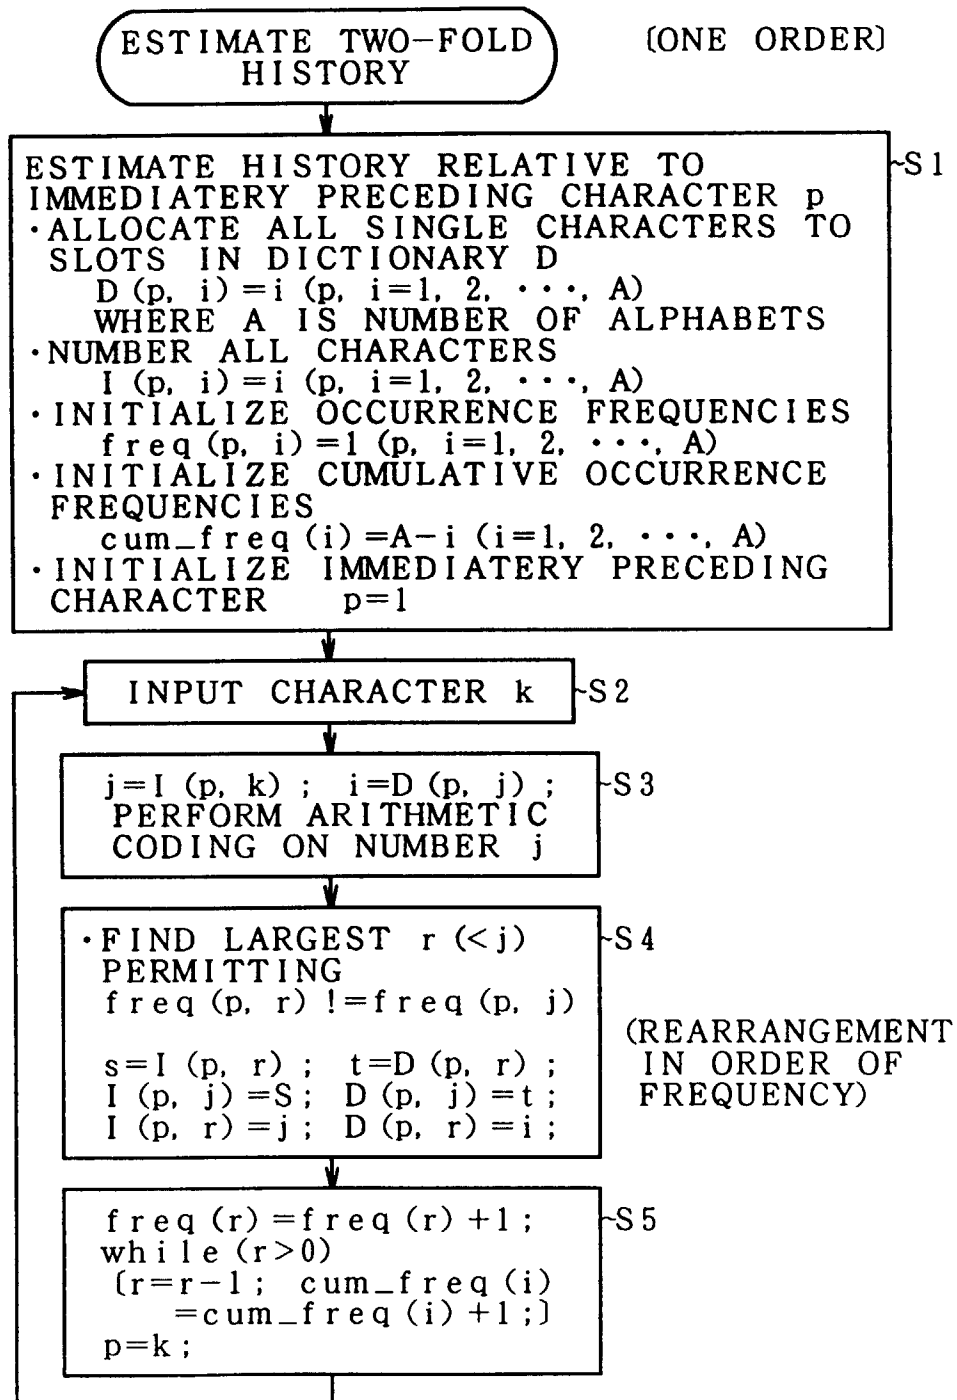 ESTIMATE TWO-FOLD
HISTORY
[ONE ORDER]
ESTIMATE HISTORY RELATIVE TO
IMMEDIATERY PRECEDING CHARACTER p
·ALLOCATE ALL SINGLE CHARACTERS TO
SLOTS IN DICTIONARY D
D (p, i) =i (p, i=1, 2, ···, A)
WHERE A IS NUMBER OF ALPHABETS
·NUMBER ALL CHARACTERS
I (p, i) =i (p, i=1, 2, ···, A)
·INITIALIZE OCCURRENCE FREQUENCIES
freq (p, i) =1 (p, i=1, 2, ···, A)
·INITIALIZE CUMULATIVE OCCURRENCE
FREQUENCIES
cum_freq (i) =A-i (i=1, 2, ···, A)
·INITIALIZE IMMEDIATERY PRECEDING
CHARACTER p=1
S1
INPUT CHARACTER k
S2
j=I (p, k) ; i=D (p, j) ;
PERFORM ARITHMETIC
CODING ON NUMBER j
S3
·FIND LARGEST r (<j)
PERMITTING
freq (p, r) !=freq (p, j)
s=I (p, r) ; t=D (p, r) ;
I (p, j) =S; D (p, j) =t ;
I (p, r) =j ; D (p, r) =i ;
S4
(REARRANGEMENT
IN ORDER OF
FREQUENCY)
freq (r) =freq (r) +1 ;
while (r>0)
[r=r-1 ; cum_freq (i)
=cum_freq (i) +1 ;]
p=k ;
S5